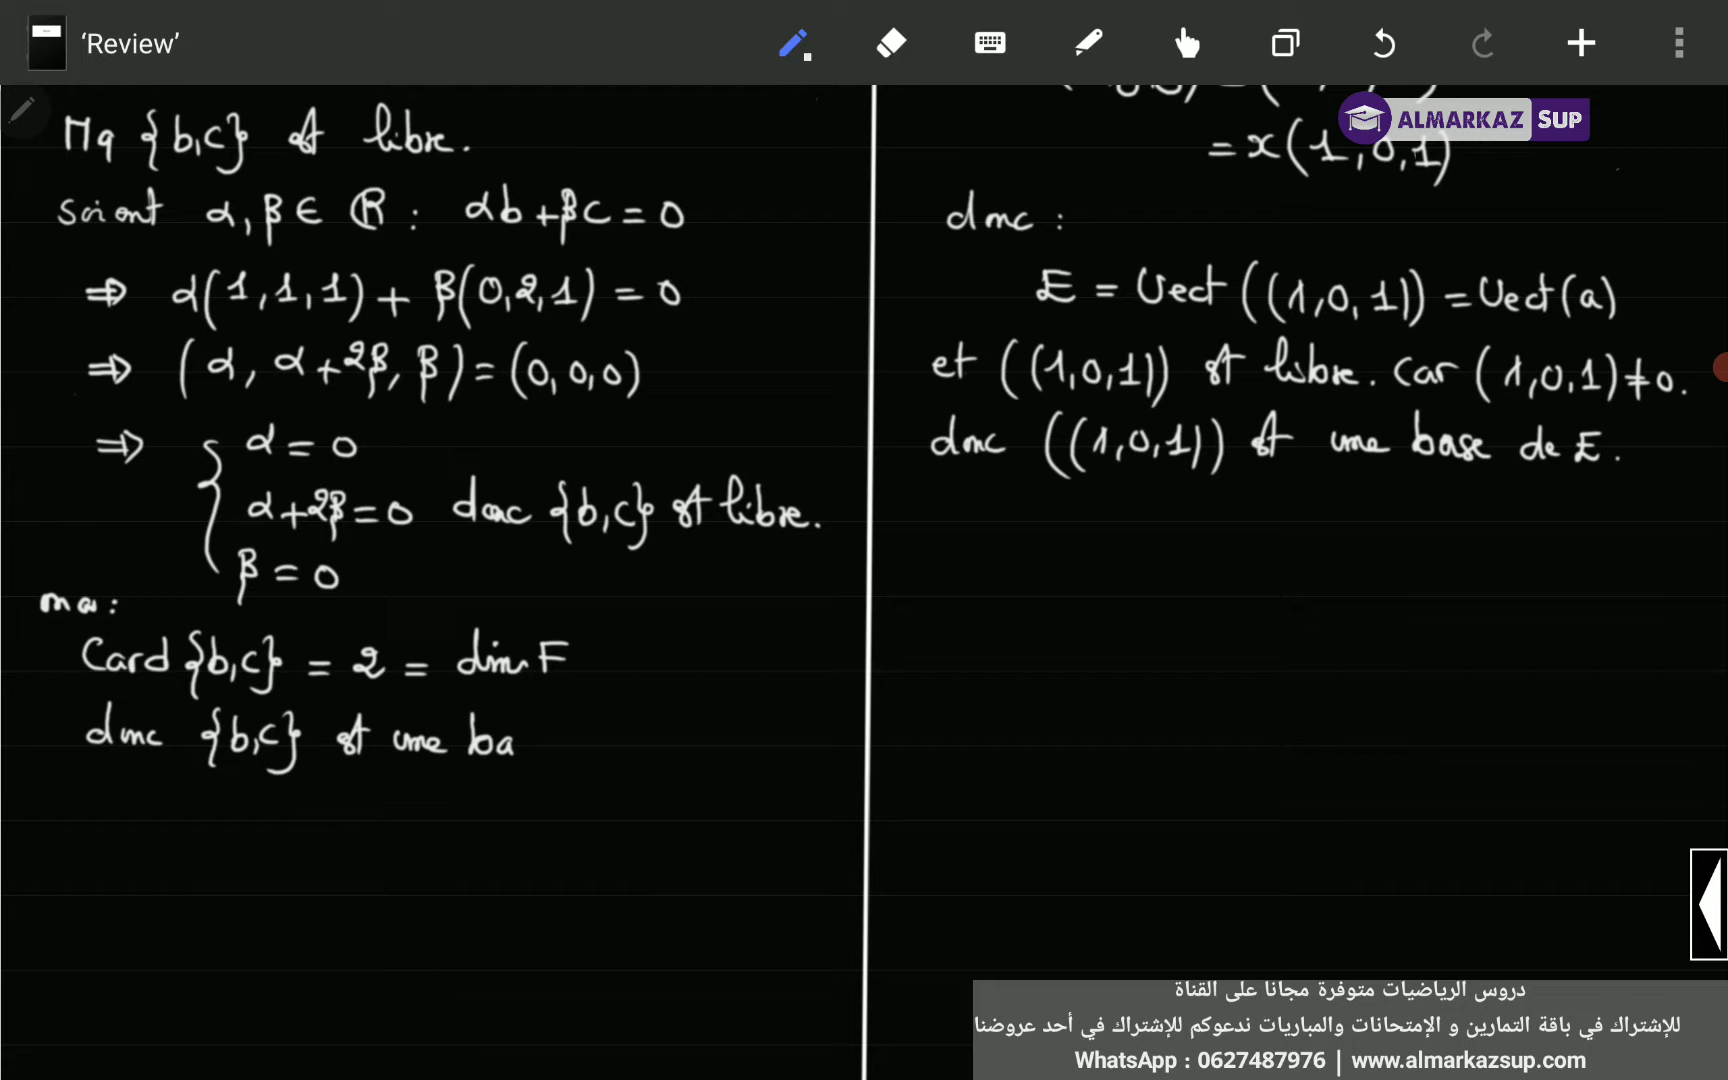 'Review'
Mq {b,c} est libre.
soient α, β ∈ ℝ : αb + βc = 0
⇒ α(1,1,1) + β(0,2,1) = 0
⇒ (α, α+2β, β) = (0,0,0)
⇒ { α = 0
α+2β = 0 donc {b,c} est libre.
β = 0
ona:
Card {b,c} = 2 = dim F
donc {b,c} est une ba
ALMARKAZ SUP
= x(1,0,1)
donc :
E = Vect((1,0,1)) = Vect(a)
et ((1,0,1)) est libre. car (1,0,1) ≠ 0.
donc ((1,0,1)) est une base de E.
دروس الرياضيات متوفرة مجانا على القناة
للإشتراك في باقة التمارين و الإمتحانات والمباريات ندعوكم للإشتراك في أحد عروضنا
WhatsApp : 0627487976 | www.almarkazsup.com